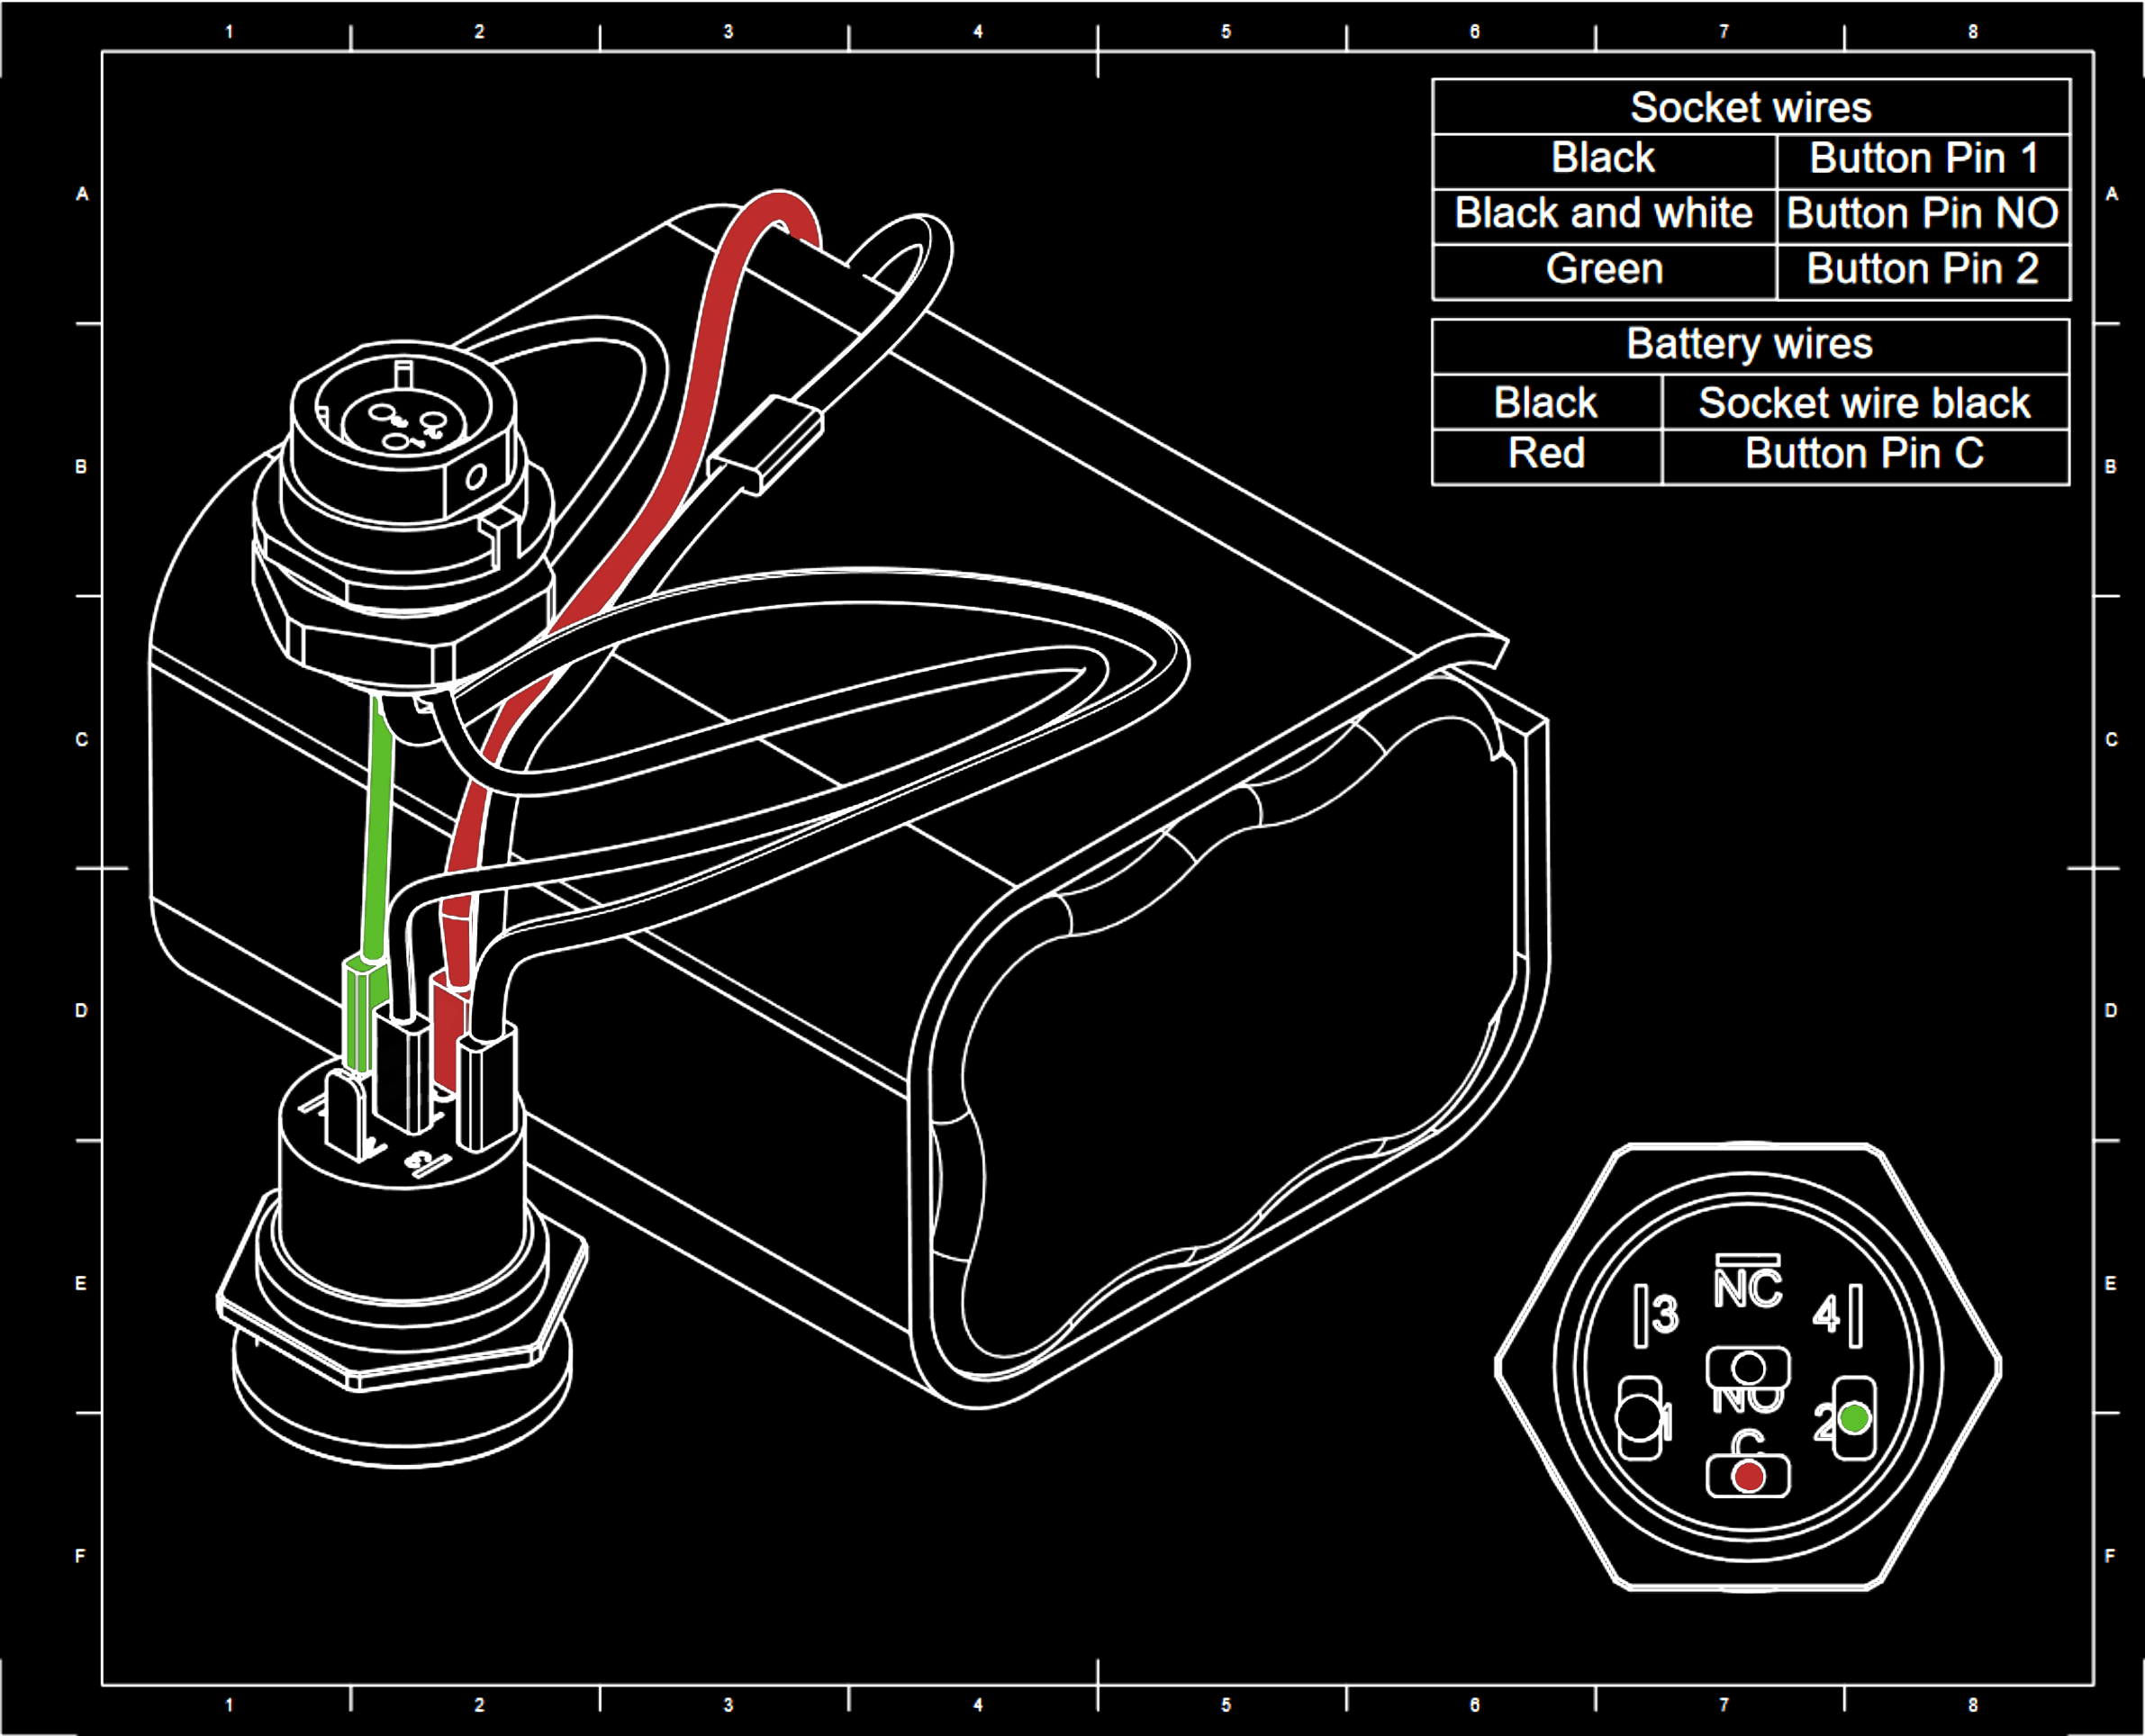 1 2 3 4 5 6 7 8
A A
Socket wires
Black Button Pin 1
Black and white Button Pin NO
Green Button Pin 2
Battery wires
Black Socket wire black
Red Button Pin C
B B
C C
D D
E E
NC
3 4
NO
1 2
C
3
F F
1 2 3 4 5 6 7 8